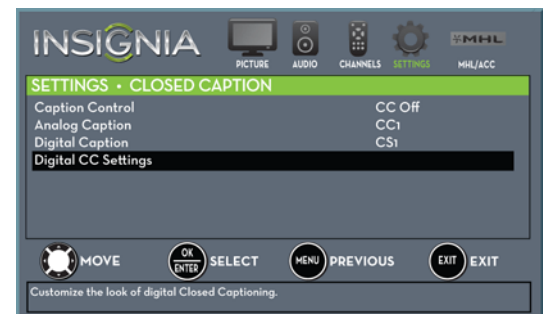 INSIGNIA
PICTURE AUDIO CHANNELS SETTINGS MHL MHL/ACC
SETTINGS • CLOSED CAPTION
Caption Control CC Off
Analog Caption CC1
Digital Caption CS1
Digital CC Settings
MOVE OK ENTER SELECT MENU PREVIOUS EXIT EXIT
Customize the look of digital Closed Captioning.